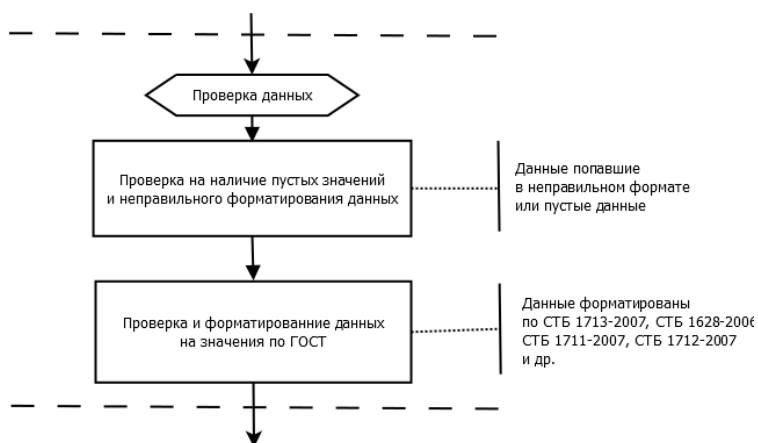 Проверка данных
Проверка на наличие пустых значений
и неправильного форматирования данных
Данные попавшие
в неправильном формате
или пустые данные
Проверка и форматированние данных
на значения по ГОСТ
Данные форматированы
по СТБ 1713-2007, СТБ 1628-2006
СТБ 1711-2007, СТБ 1712-2007
и др.